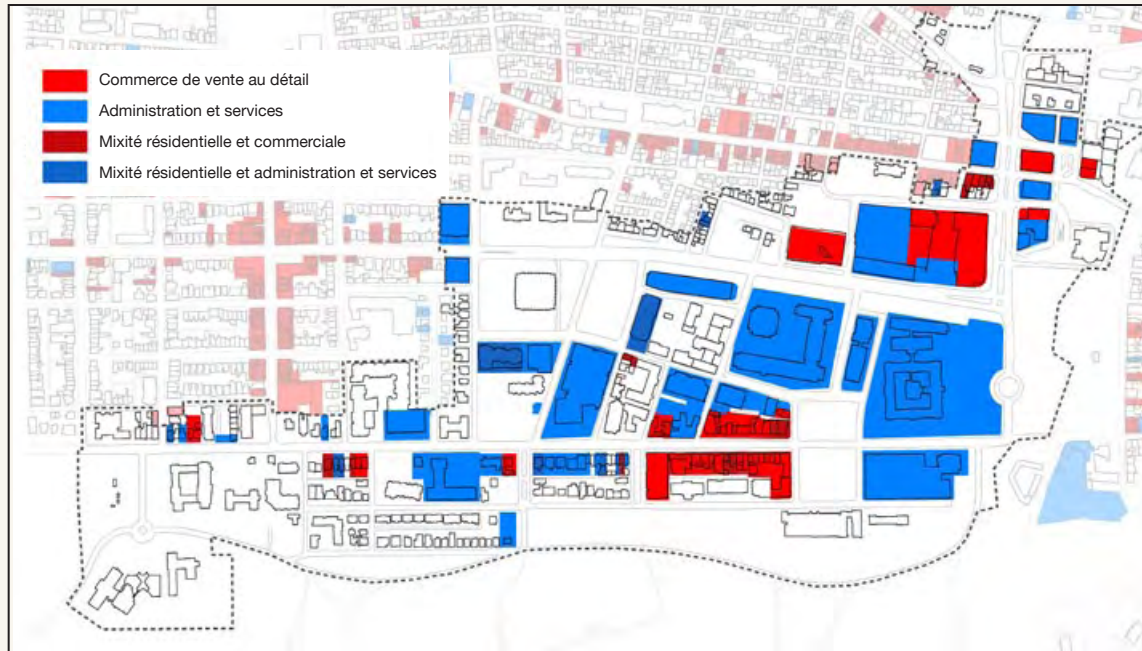 Commerce de vente au détail
Administration et services
Mixité résidentielle et commerciale
Mixité résidentielle et administration et services